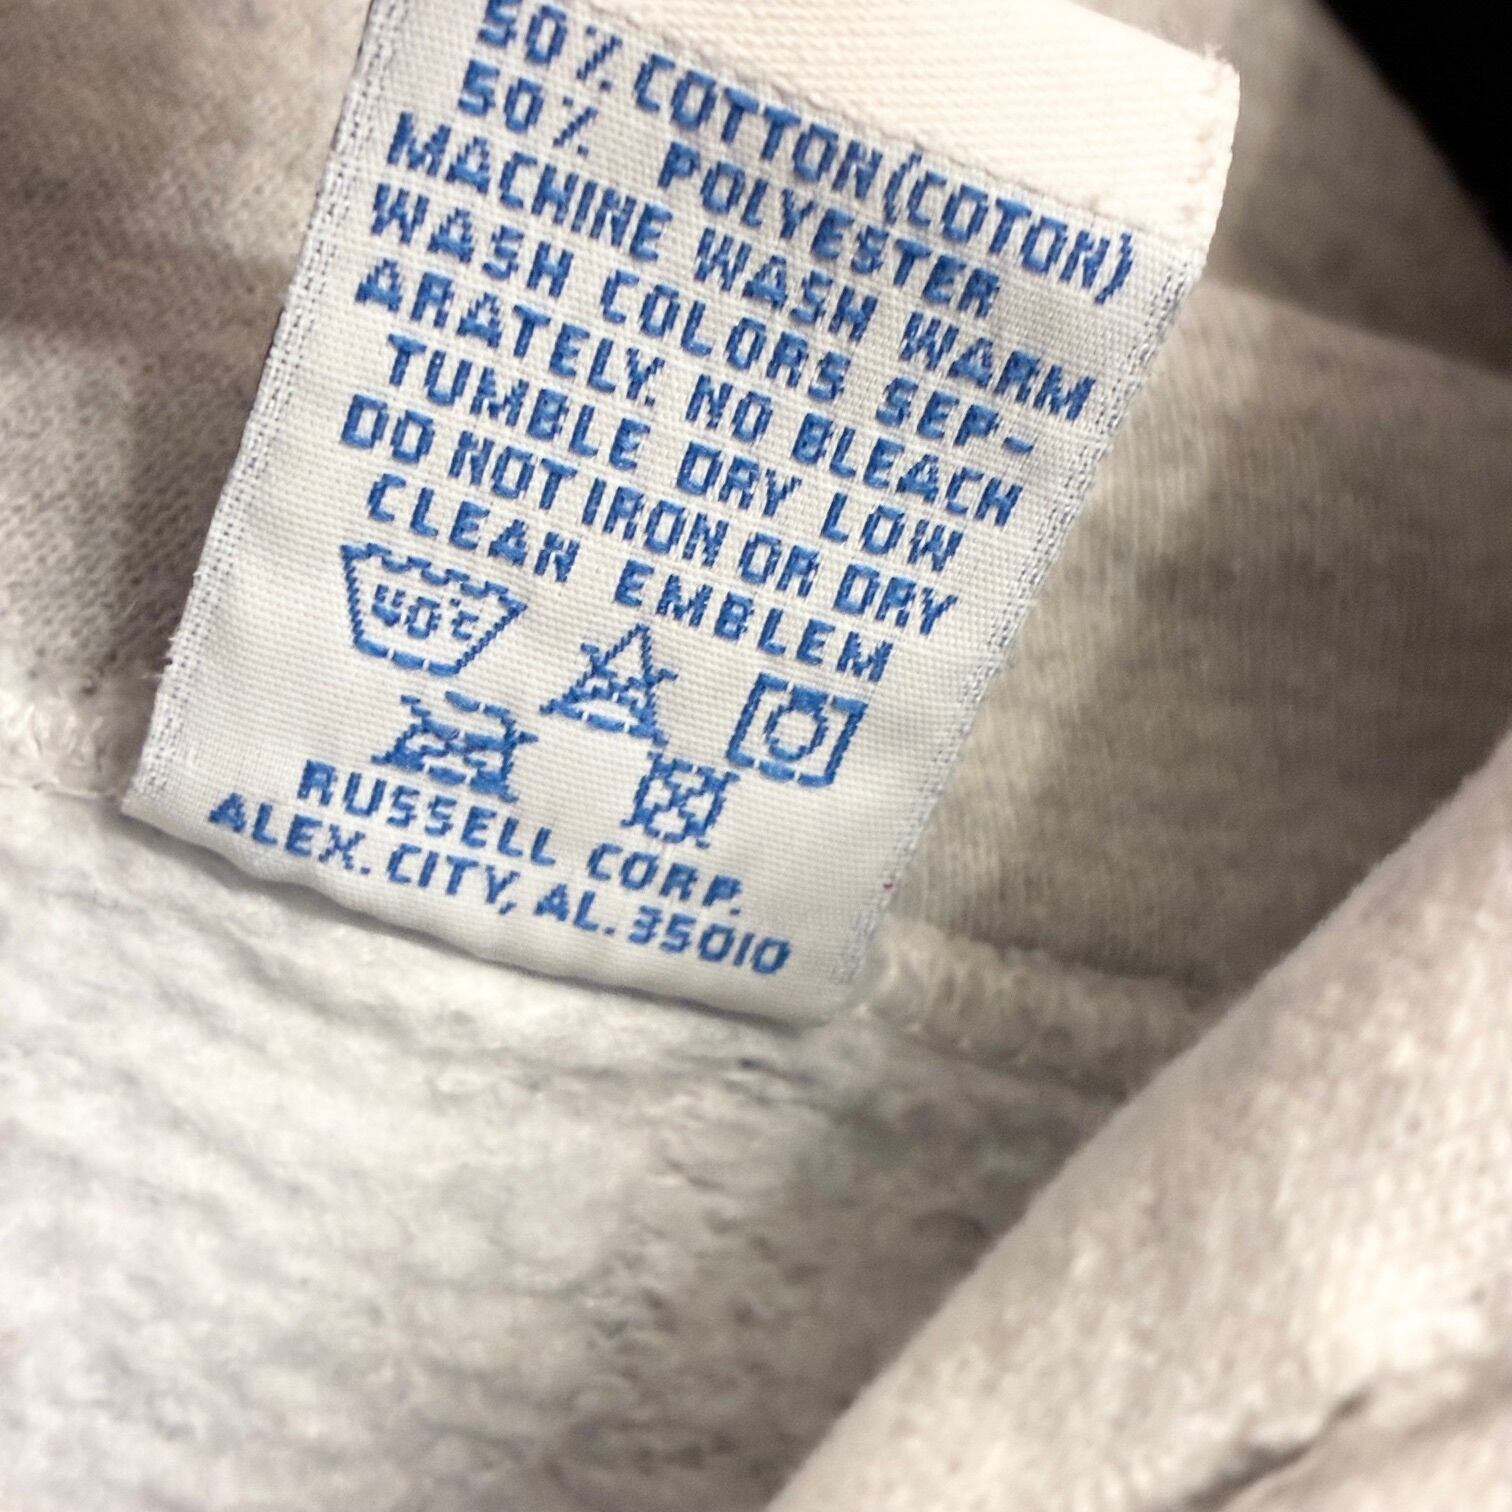 50% COTTON(COTON)
50% POLYESTER
MACHINE WASH WARM
WASH COLORS SEP-
ARATELY. NO BLEACH
TUMBLE DRY LOW
DO NOT IRON OR DRY
CLEAN EMBLEM
40°C
RUSSELL CORP.
ALEX. CITY, AL. 35010